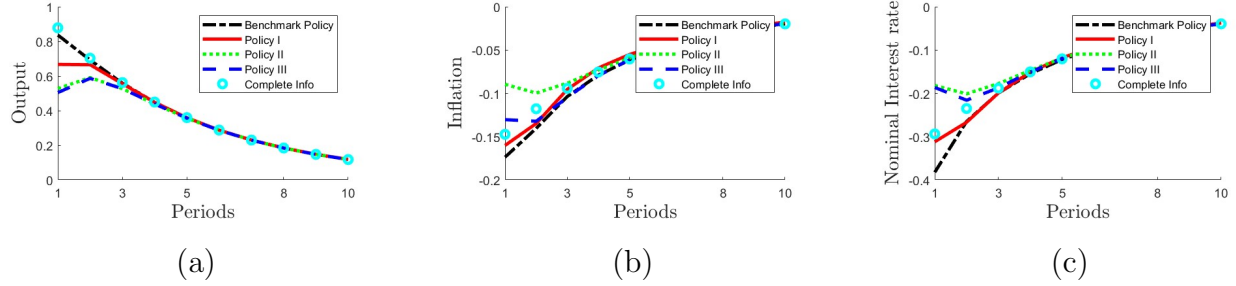 Output
1
0.8
0.6
0.4
0.2
0
1 3 5 8 10
Periods
Benchmark Policy
Policy I
Policy II
Policy III
Complete Info
(a)
Inflation
0
-0.05
-0.1
-0.15
-0.2
1 3 5 8 10
Periods
Benchmark Policy
Policy I
Policy II
Policy III
Complete Info
(b)
Nominal Interest rate
0
-0.1
-0.2
-0.3
-0.4
1 3 5 8 10
Periods
Benchmark Policy
Policy I
Policy II
Policy III
Complete Info
(c)